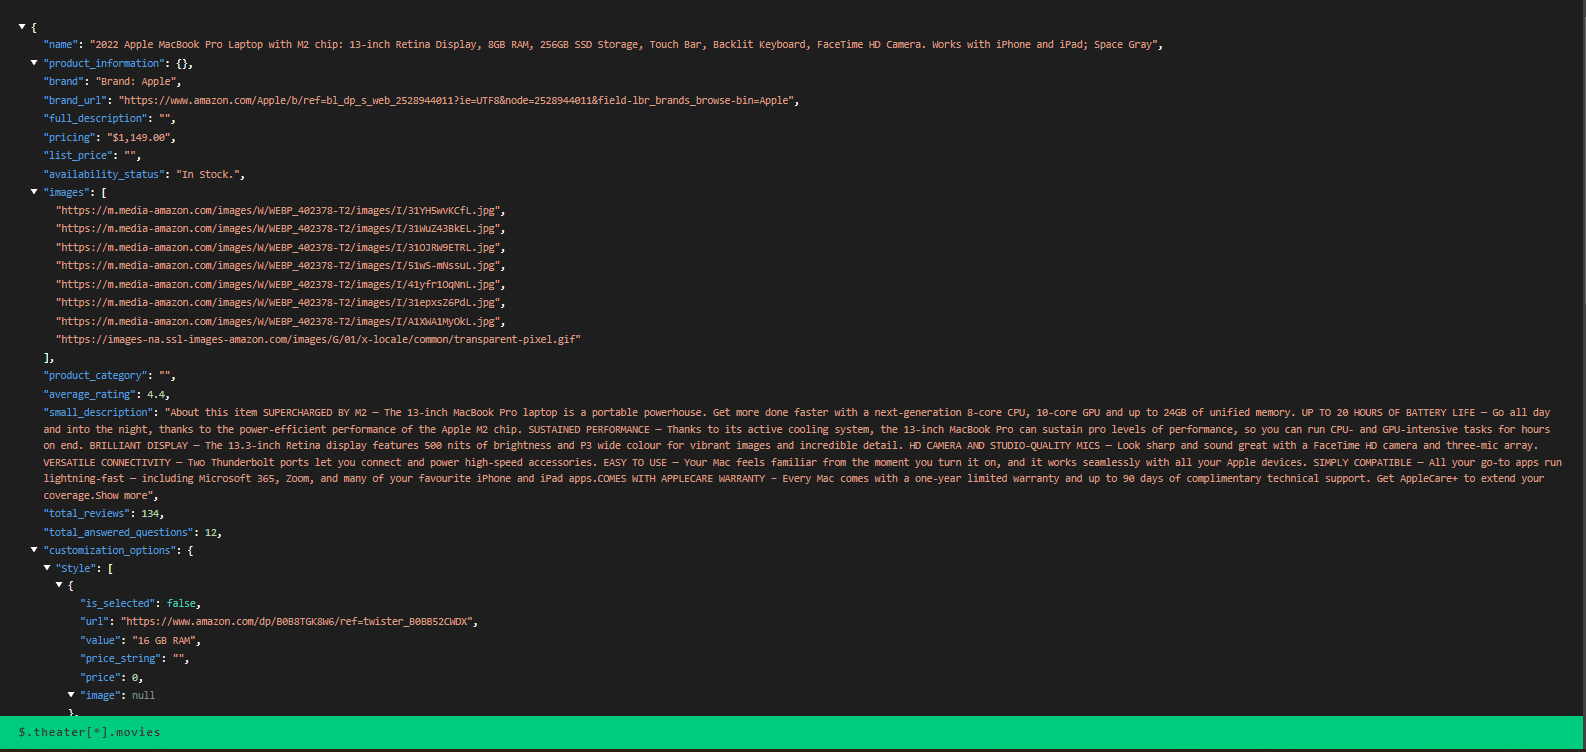 {
"name": "2022 Apple MacBook Pro Laptop with M2 chip: 13-inch Retina Display, 8GB RAM, 256GB SSD Storage, Touch Bar, Backlit Keyboard, FaceTime HD Camera. Works with iPhone and iPad; Space Gray",
"product_information": {},
"brand": "Brand: Apple",
"brand_url": "https://www.amazon.com/Apple/b/ref=bl_dp_s_web_2528944011?ie=UTF8&node=2528944011&field-lbr_brands_browse-bin=Apple",
"full_description": "",
"pricing": "$1,149.00",
"list_price": "",
"availability_status": "In Stock.",
"images": [
"https://m.media-amazon.com/images/W/WEBP_402378-T2/images/I/31YH5wvKCfL.jpg",
"https://m.media-amazon.com/images/W/WEBP_402378-T2/images/I/31WuZ43BkEL.jpg",
"https://m.media-amazon.com/images/W/WEBP_402378-T2/images/I/31OJRW9ETRL.jpg",
"https://m.media-amazon.com/images/W/WEBP_402378-T2/images/I/51wS-mNssuL.jpg",
"https://m.media-amazon.com/images/W/WEBP_402378-T2/images/I/41yfr1OqNnL.jpg",
"https://m.media-amazon.com/images/W/WEBP_402378-T2/images/I/31epxsZ6PdL.jpg",
"https://m.media-amazon.com/images/W/WEBP_402378-T2/images/I/A1XWA1MyOkL.jpg",
"https://images-na.ssl-images-amazon.com/images/G/01/x-locale/common/transparent-pixel.gif"
],
"product_category": "",
"average_rating": 4.4,
"small_description": "About this item SUPERCHARGED BY M2 – The 13-inch MacBook Pro laptop is a portable powerhouse. Get more done faster with a next-generation 8-core CPU, 10-core GPU and up to 24GB of unified memory. UP TO 20 HOURS OF BATTERY LIFE – Go all day
and into the night, thanks to the power-efficient performance of the Apple M2 chip. SUSTAINED PERFORMANCE – Thanks to its active cooling system, the 13-inch MacBook Pro can sustain pro levels of performance, so you can run CPU- and GPU-intensive tasks for hours
on end. BRILLIANT DISPLAY – The 13.3-inch Retina display features 500 nits of brightness and P3 wide colour for vibrant images and incredible detail. HD CAMERA AND STUDIO-QUALITY MICS – Look sharp and sound great with a FaceTime HD camera and three-mic array.
VERSATILE CONNECTIVITY – Two Thunderbolt ports let you connect and power high-speed accessories. EASY TO USE – Your Mac feels familiar from the moment you turn it on, and it works seamlessly with all your Apple devices. SIMPLY COMPATIBLE – All your go-to apps run
lightning-fast – including Microsoft 365, Zoom, and many of your favourite iPhone and iPad apps.COMES WITH APPLECARE WARRANTY – Every Mac comes with a one-year limited warranty and up to 90 days of complimentary technical support. Get AppleCare+ to extend your
coverage.Show more",
"total_reviews": 134,
"total_answered_questions": 12,
"customization_options": {
"Style": [
{
"is_selected": false,
"url": "https://www.amazon.com/dp/B0B8TGK8W6/ref=twister_B0BB52CWDX",
"value": "16 GB RAM",
"price_string": "",
"price": 0,
"image": null
},
$.theater[*].movies